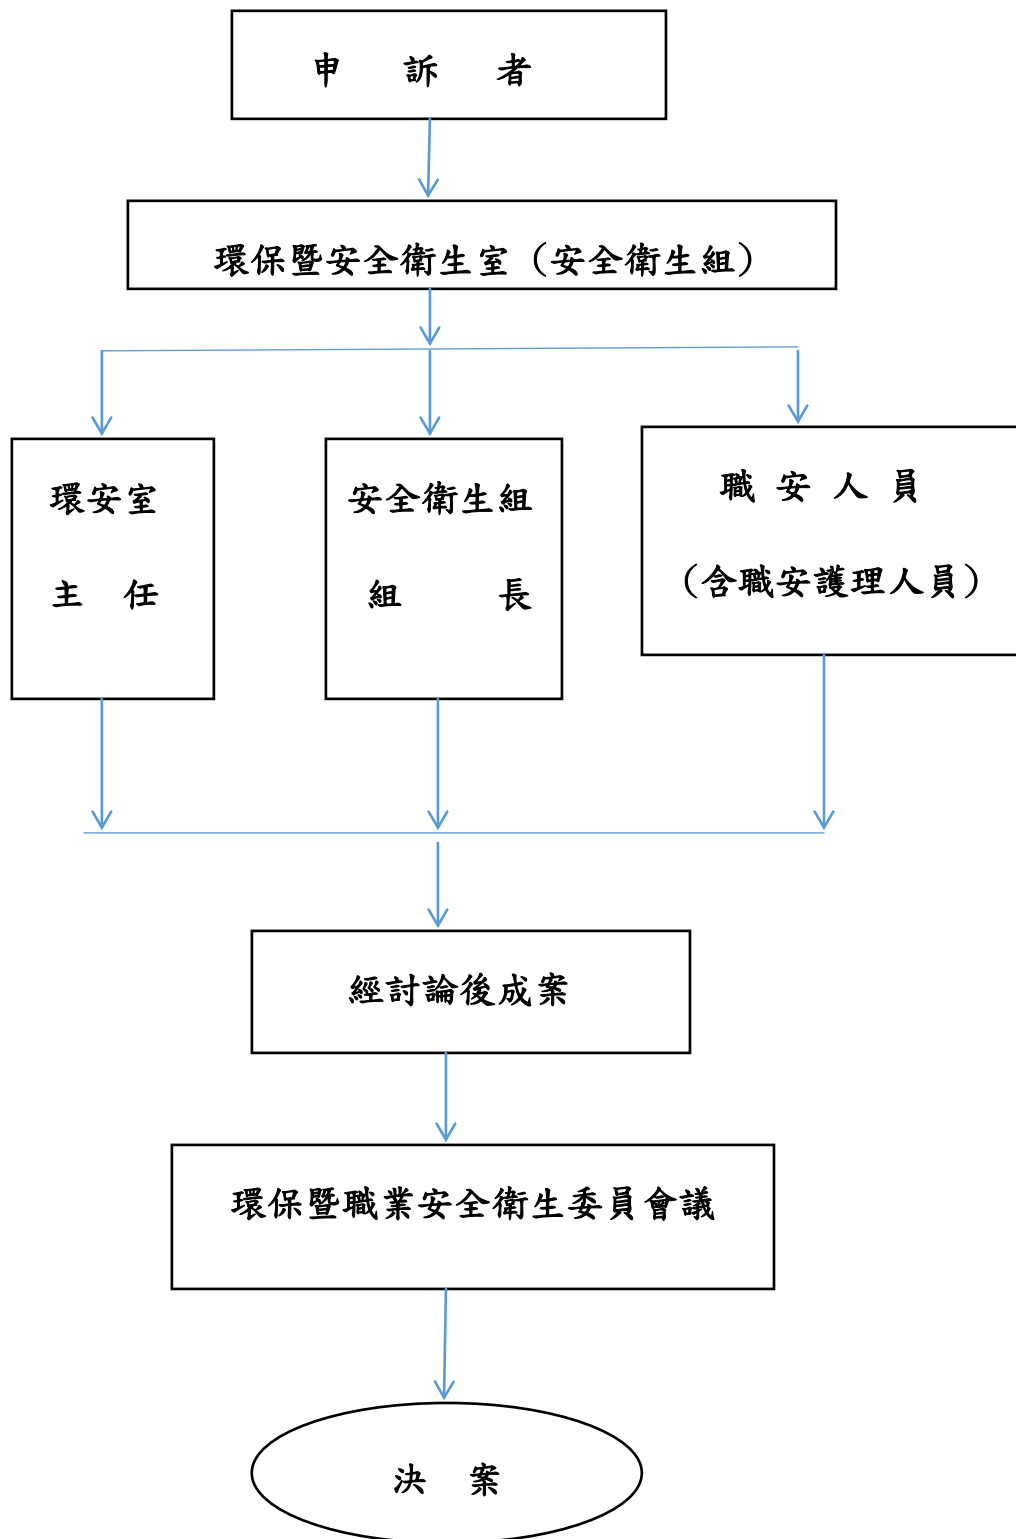 申 訴 者
環保暨安全衛生室（安全衛生組）
環安室
主 任
安全衛生組
組 長
職 安 人 員
（含職安護理人員）
經討論後成案
環保暨職業安全衛生委員會議
決 案